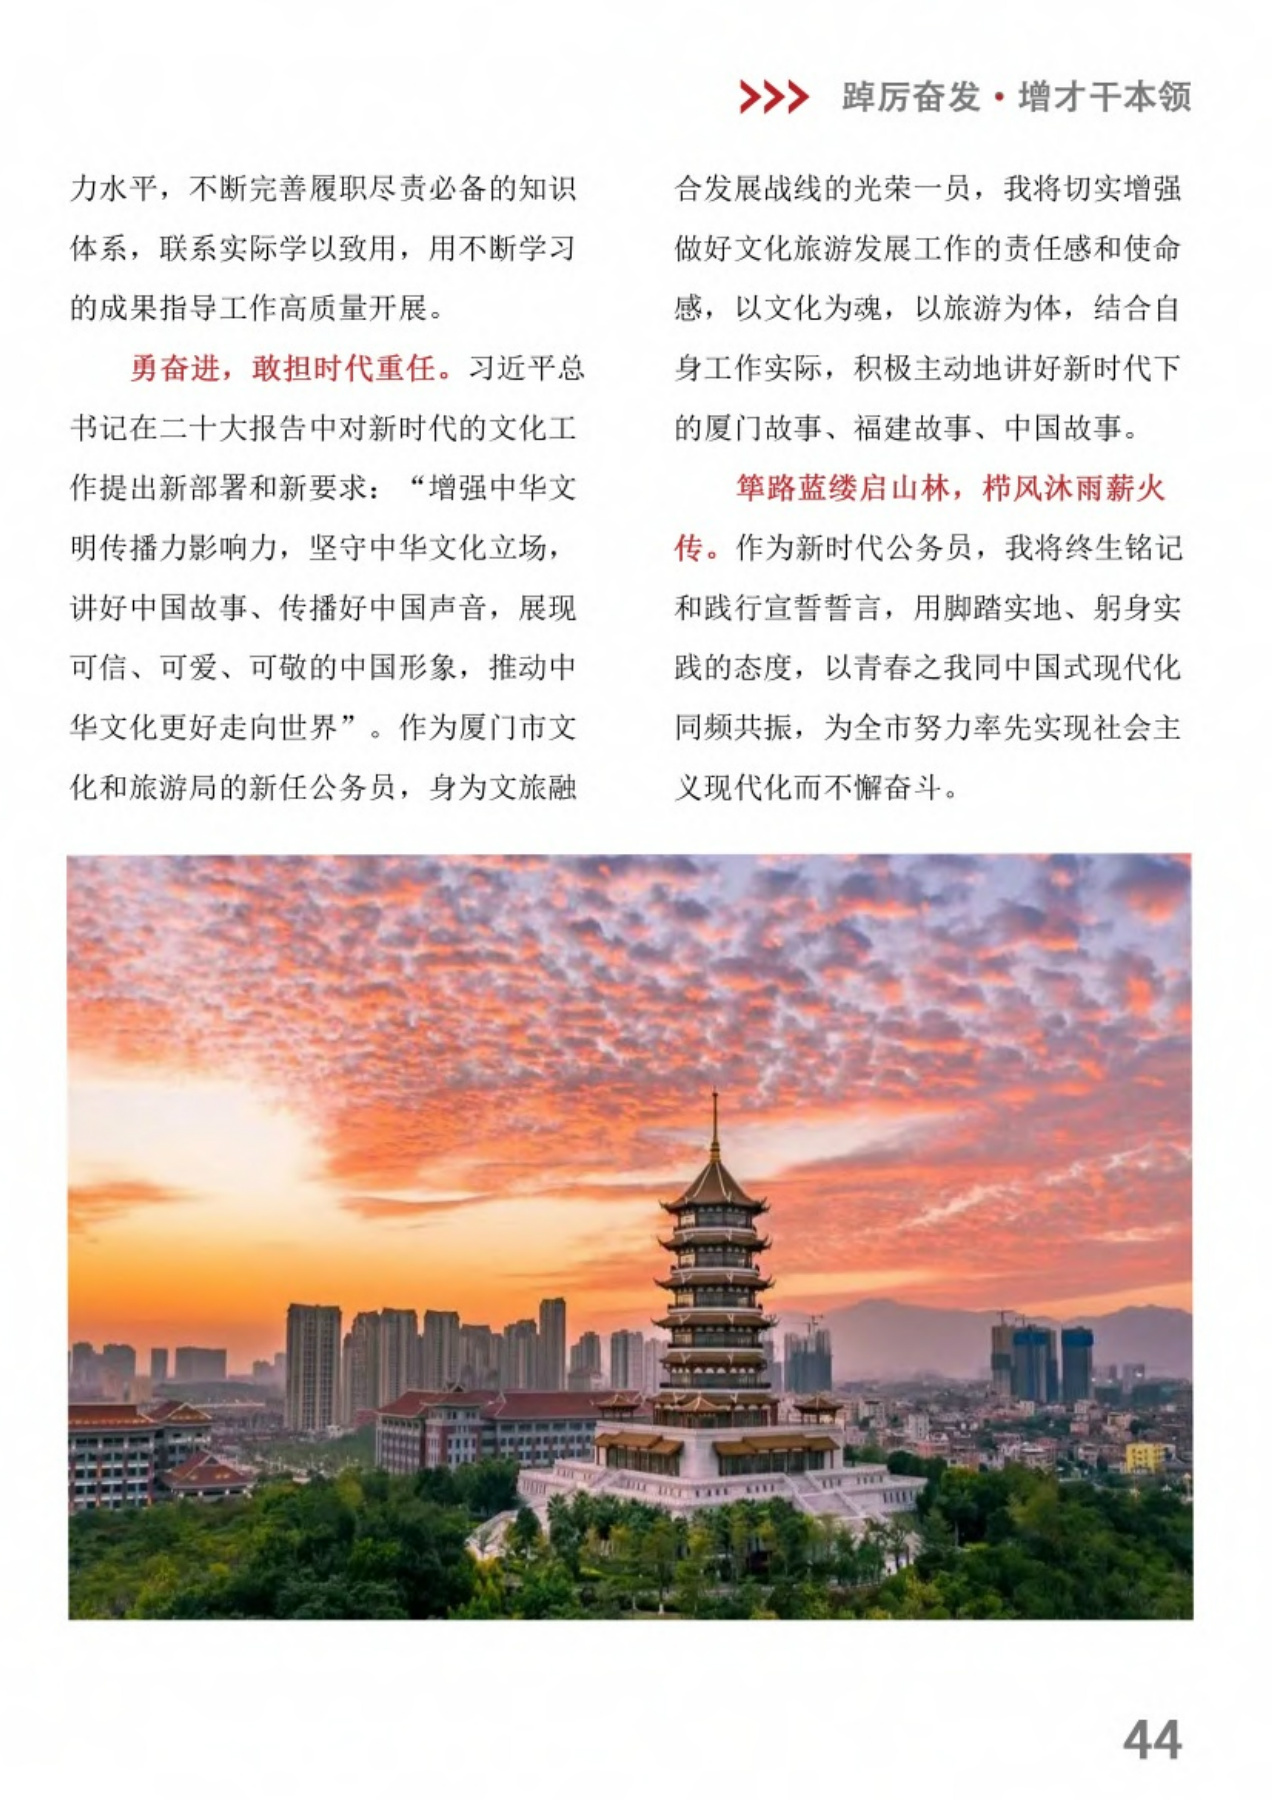 踔厉奋发·增才干本领
力水平，不断完善履职尽责必备的知识
体系，联系实际学以致用，用不断学习
的成果指导工作高质量开展。
勇奋进，敢担时代重任。习近平总
书记在二十大报告中对新时代的文化工
作提出新部署和新要求：“增强中华文
明传播力影响力，坚守中华文化立场，
讲好中国故事、传播好中国声音，展现
可信、可爱、可敬的中国形象，推动中
华文化更好走向世界”。作为厦门市文
化和旅游局的新任公务员，身为文旅融
合发展战线的光荣一员，我将切实增强
做好文化旅游发展工作的责任感和使命
感，以文化为魂，以旅游为体，结合自
身工作实际，积极主动地讲好新时代下
的厦门故事、福建故事、中国故事。
筚路蓝缕启山林，栉风沐雨薪火
传。作为新时代公务员，我将终生铭记
和践行宣誓誓言，用脚踏实地、躬身实
践的态度，以青春之我同中国式现代化
同频共振，为全市努力率先实现社会主
义现代化而不懈奋斗。
44